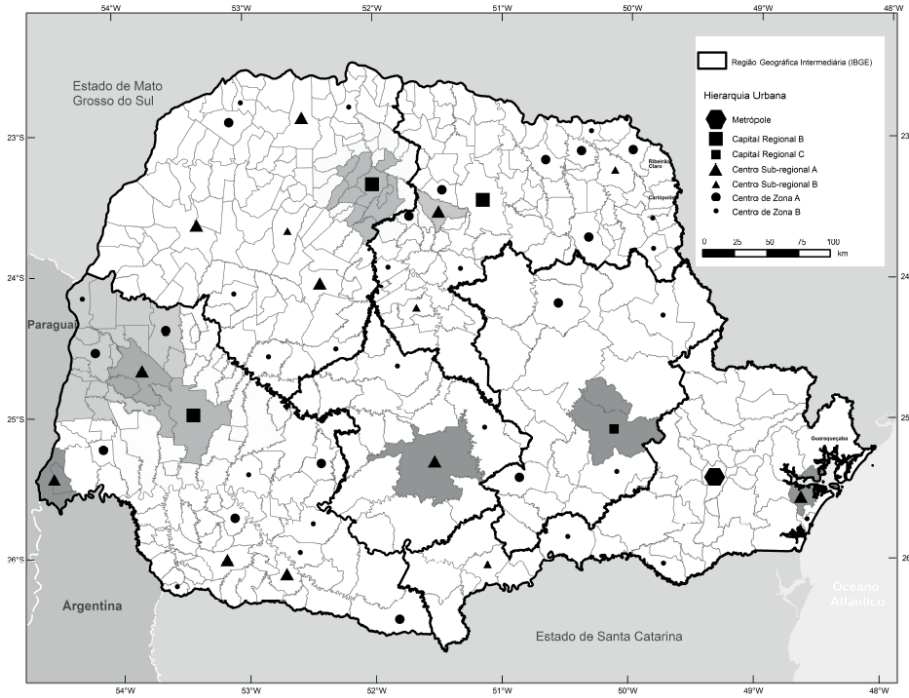 54°W 53°W 52°W 51°W 50°W 49°W 48°W
Estado de Mato
Grosso do Sul
Região Geográfica Intermediária (IBGE)
Hierarquia Urbana
Metrópole
Capital Regional B
Capital Regional C
Centro Sub-regional A
Centro Sub-regional B
Centro de Zona A
Centro de Zona B
0 25 50 75 100
km
23°S
23°
Ribeirão
Claro
Carlópolis
24°S
24°
Paraguai
25°S
25°
Guaraqueçaba
26°S
26
Argentina
Oceano
Atlântico
Estado de Santa Catarina
54°W 53°W 52°W 51°W 50°W 49°W 48°W